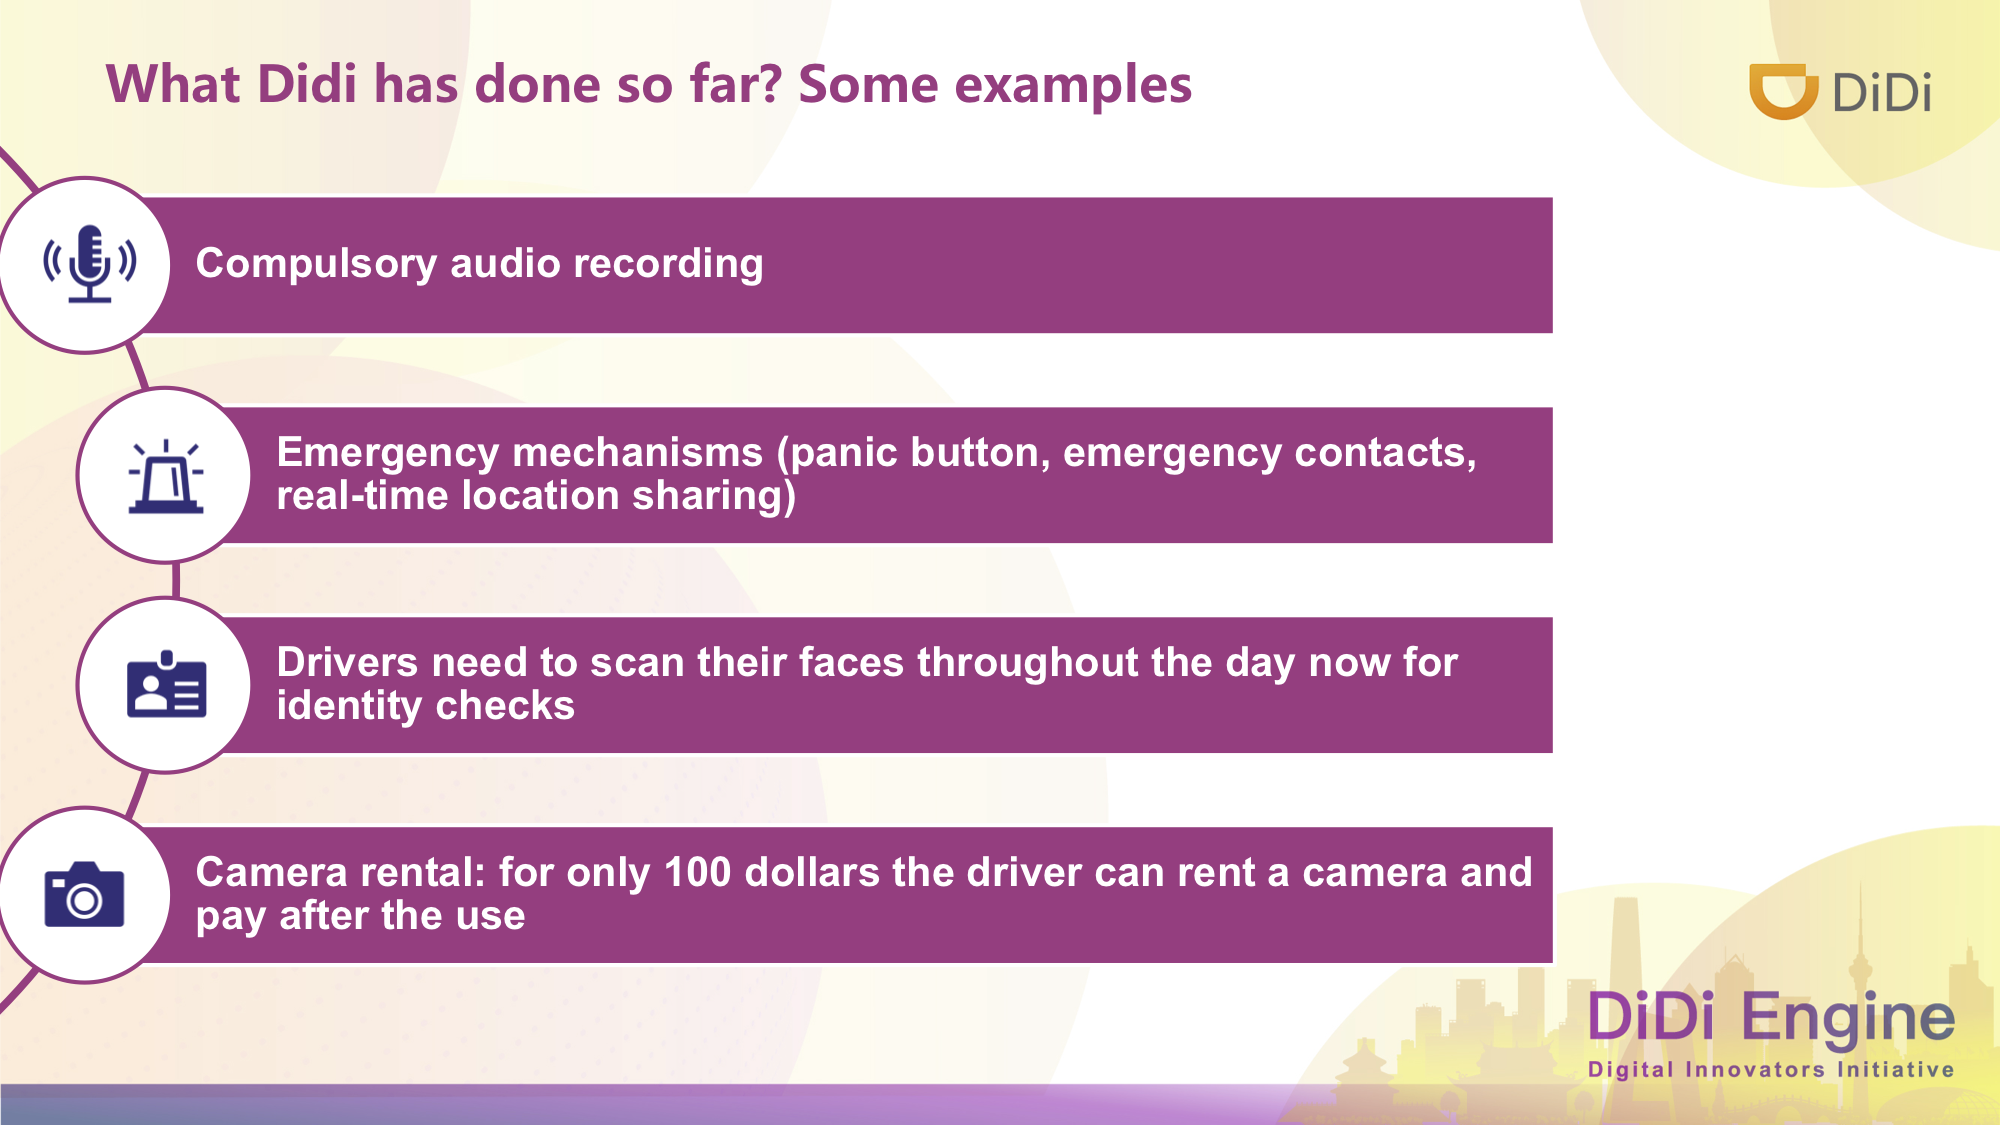 What Didi has done so far? Some examples
DiDi
Compulsory audio recording
Emergency mechanisms (panic button, emergency contacts,
real-time location sharing)
Drivers need to scan their faces throughout the day now for
identity checks
Camera rental: for only 100 dollars the driver can rent a camera and
pay after the use
DiDi Engine
Digital Innovators Initiative